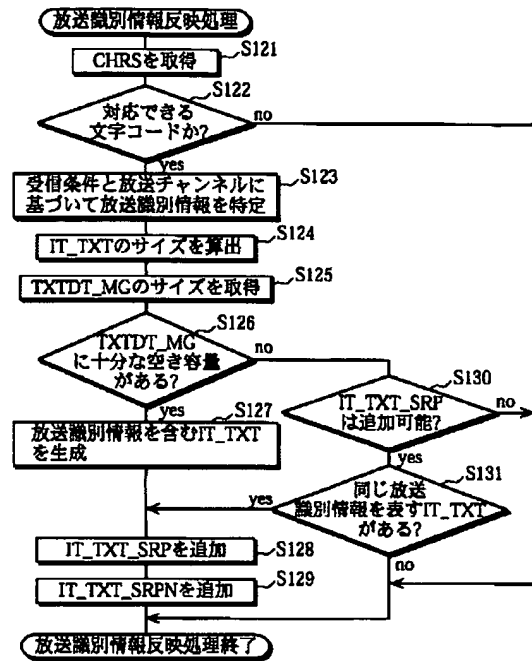 放送識別情報反映処理
S121
CHRSを取得
S122
対応できる
文字コードか?
no
yes
S123
受信条件と放送チャンネルに
基づいて放送識別情報を特定
S124
IT_TXTのサイズを算出
S125
TXTDT_MGのサイズを取得
S126
TXTDT_MG
に十分な空き容量
がある?
no
yes
S127
放送識別情報を含むIT_TXT
を生成
S130
IT_TXT_SRP
は追加可能?
no
yes
S131
同じ放送
識別情報を表すIT_TXT
がある?
yes
no
S128
IT_TXT_SRPを追加
S129
IT_TXT_SRPNを追加
放送識別情報反映処理終了